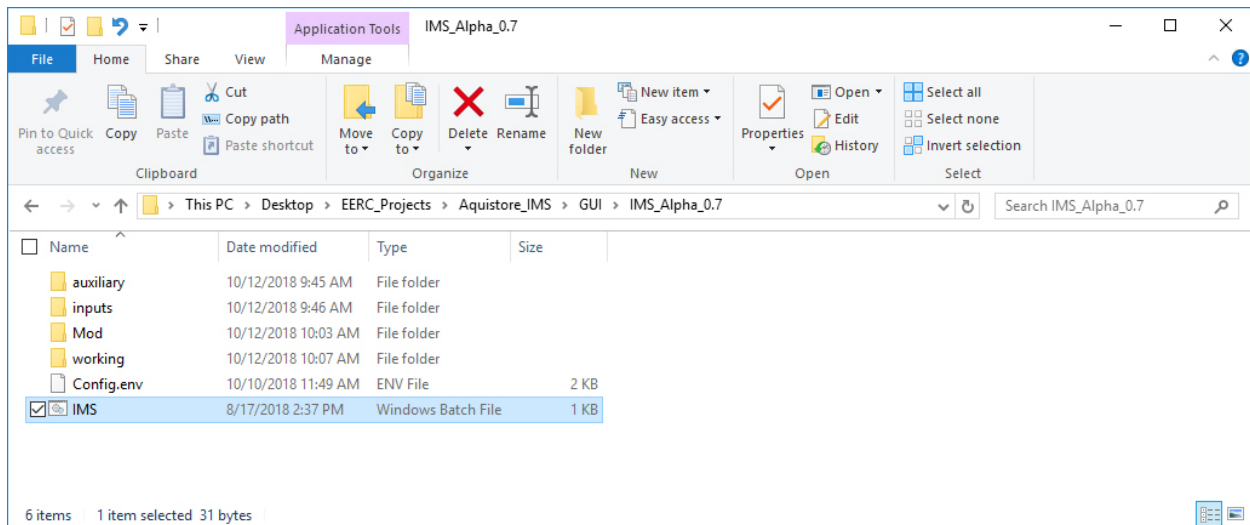 Application Tools IMS_Alpha_0.7
File Home Share View Manage
Pin to Quick access
Copy
Paste
Cut
Copy path
Paste shortcut
Clipboard
Move to
Copy to
Delete
Rename
Organize
New folder
New item
Easy access
New
Properties
Open
Edit
History
Open
Select all
Select none
Invert selection
Select
This PC > Desktop > EERC_Projects > Aquistore_IMS > GUI > IMS_Alpha_0.7
Search IMS_Alpha_0.7
Name Date modified Type Size
auxiliary 10/12/2018 9:45 AM File folder
inputs 10/12/2018 9:46 AM File folder
Mod 10/12/2018 10:03 AM File folder
working 10/12/2018 10:07 AM File folder
Config.env 10/10/2018 11:49 AM ENV File 2 KB
IMS 8/17/2018 2:37 PM Windows Batch File 1 KB
6 items 1 item selected 31 bytes